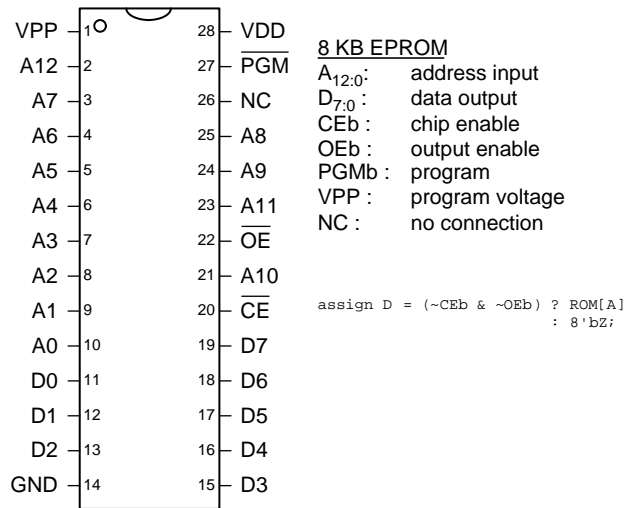 VPP 1 28 VDD
A12 2 27 PGM
A7 3 26 NC
A6 4 25 A8
A5 5 24 A9
A4 6 23 A11
A3 7 22 OE
A2 8 21 A10
A1 9 20 CE
A0 10 19 D7
D0 11 18 D6
D1 12 17 D5
D2 13 16 D4
GND 14 15 D3
8 KB EPROM
A12:0: address input
D7:0 : data output
CEb : chip enable
OEb : output enable
PGMb : program
VPP : program voltage
NC : no connection
assign D = (~CEb & ~OEb) ? ROM[A]
: 8'bZ;